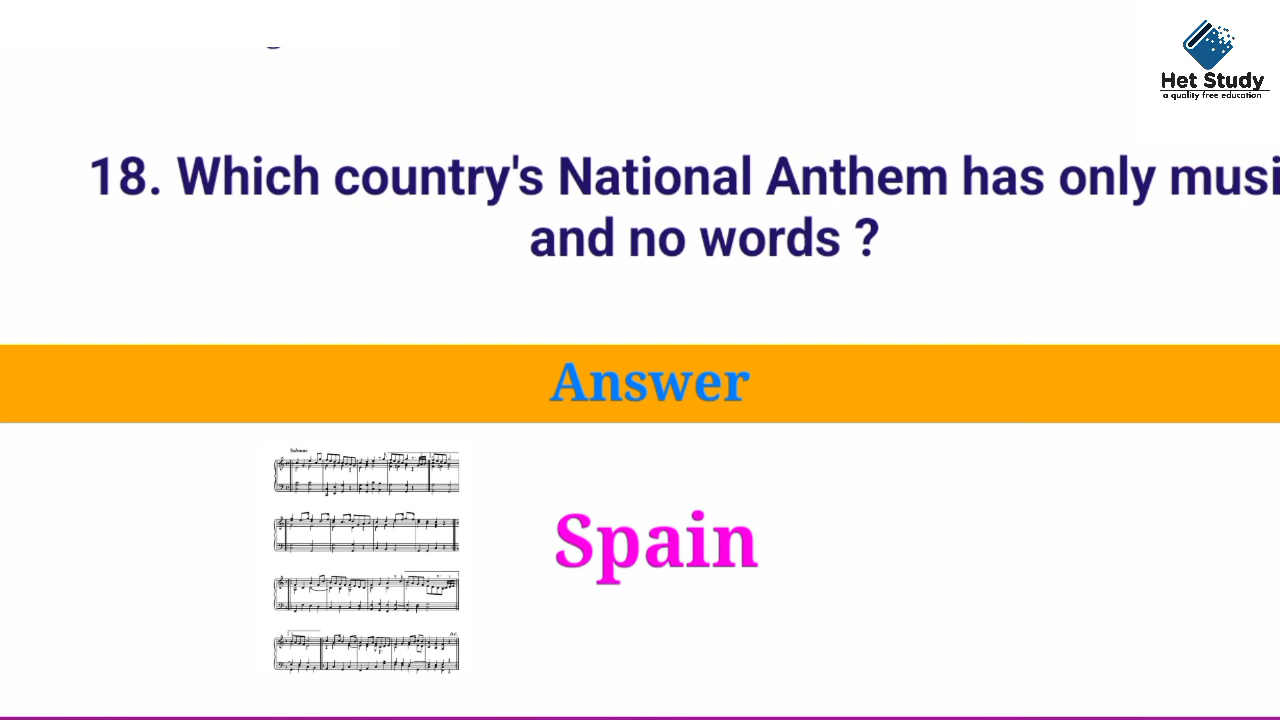 Het Study
a quality free education
18. Which country's National Anthem has only musi
and no words ?
Answer
Spain